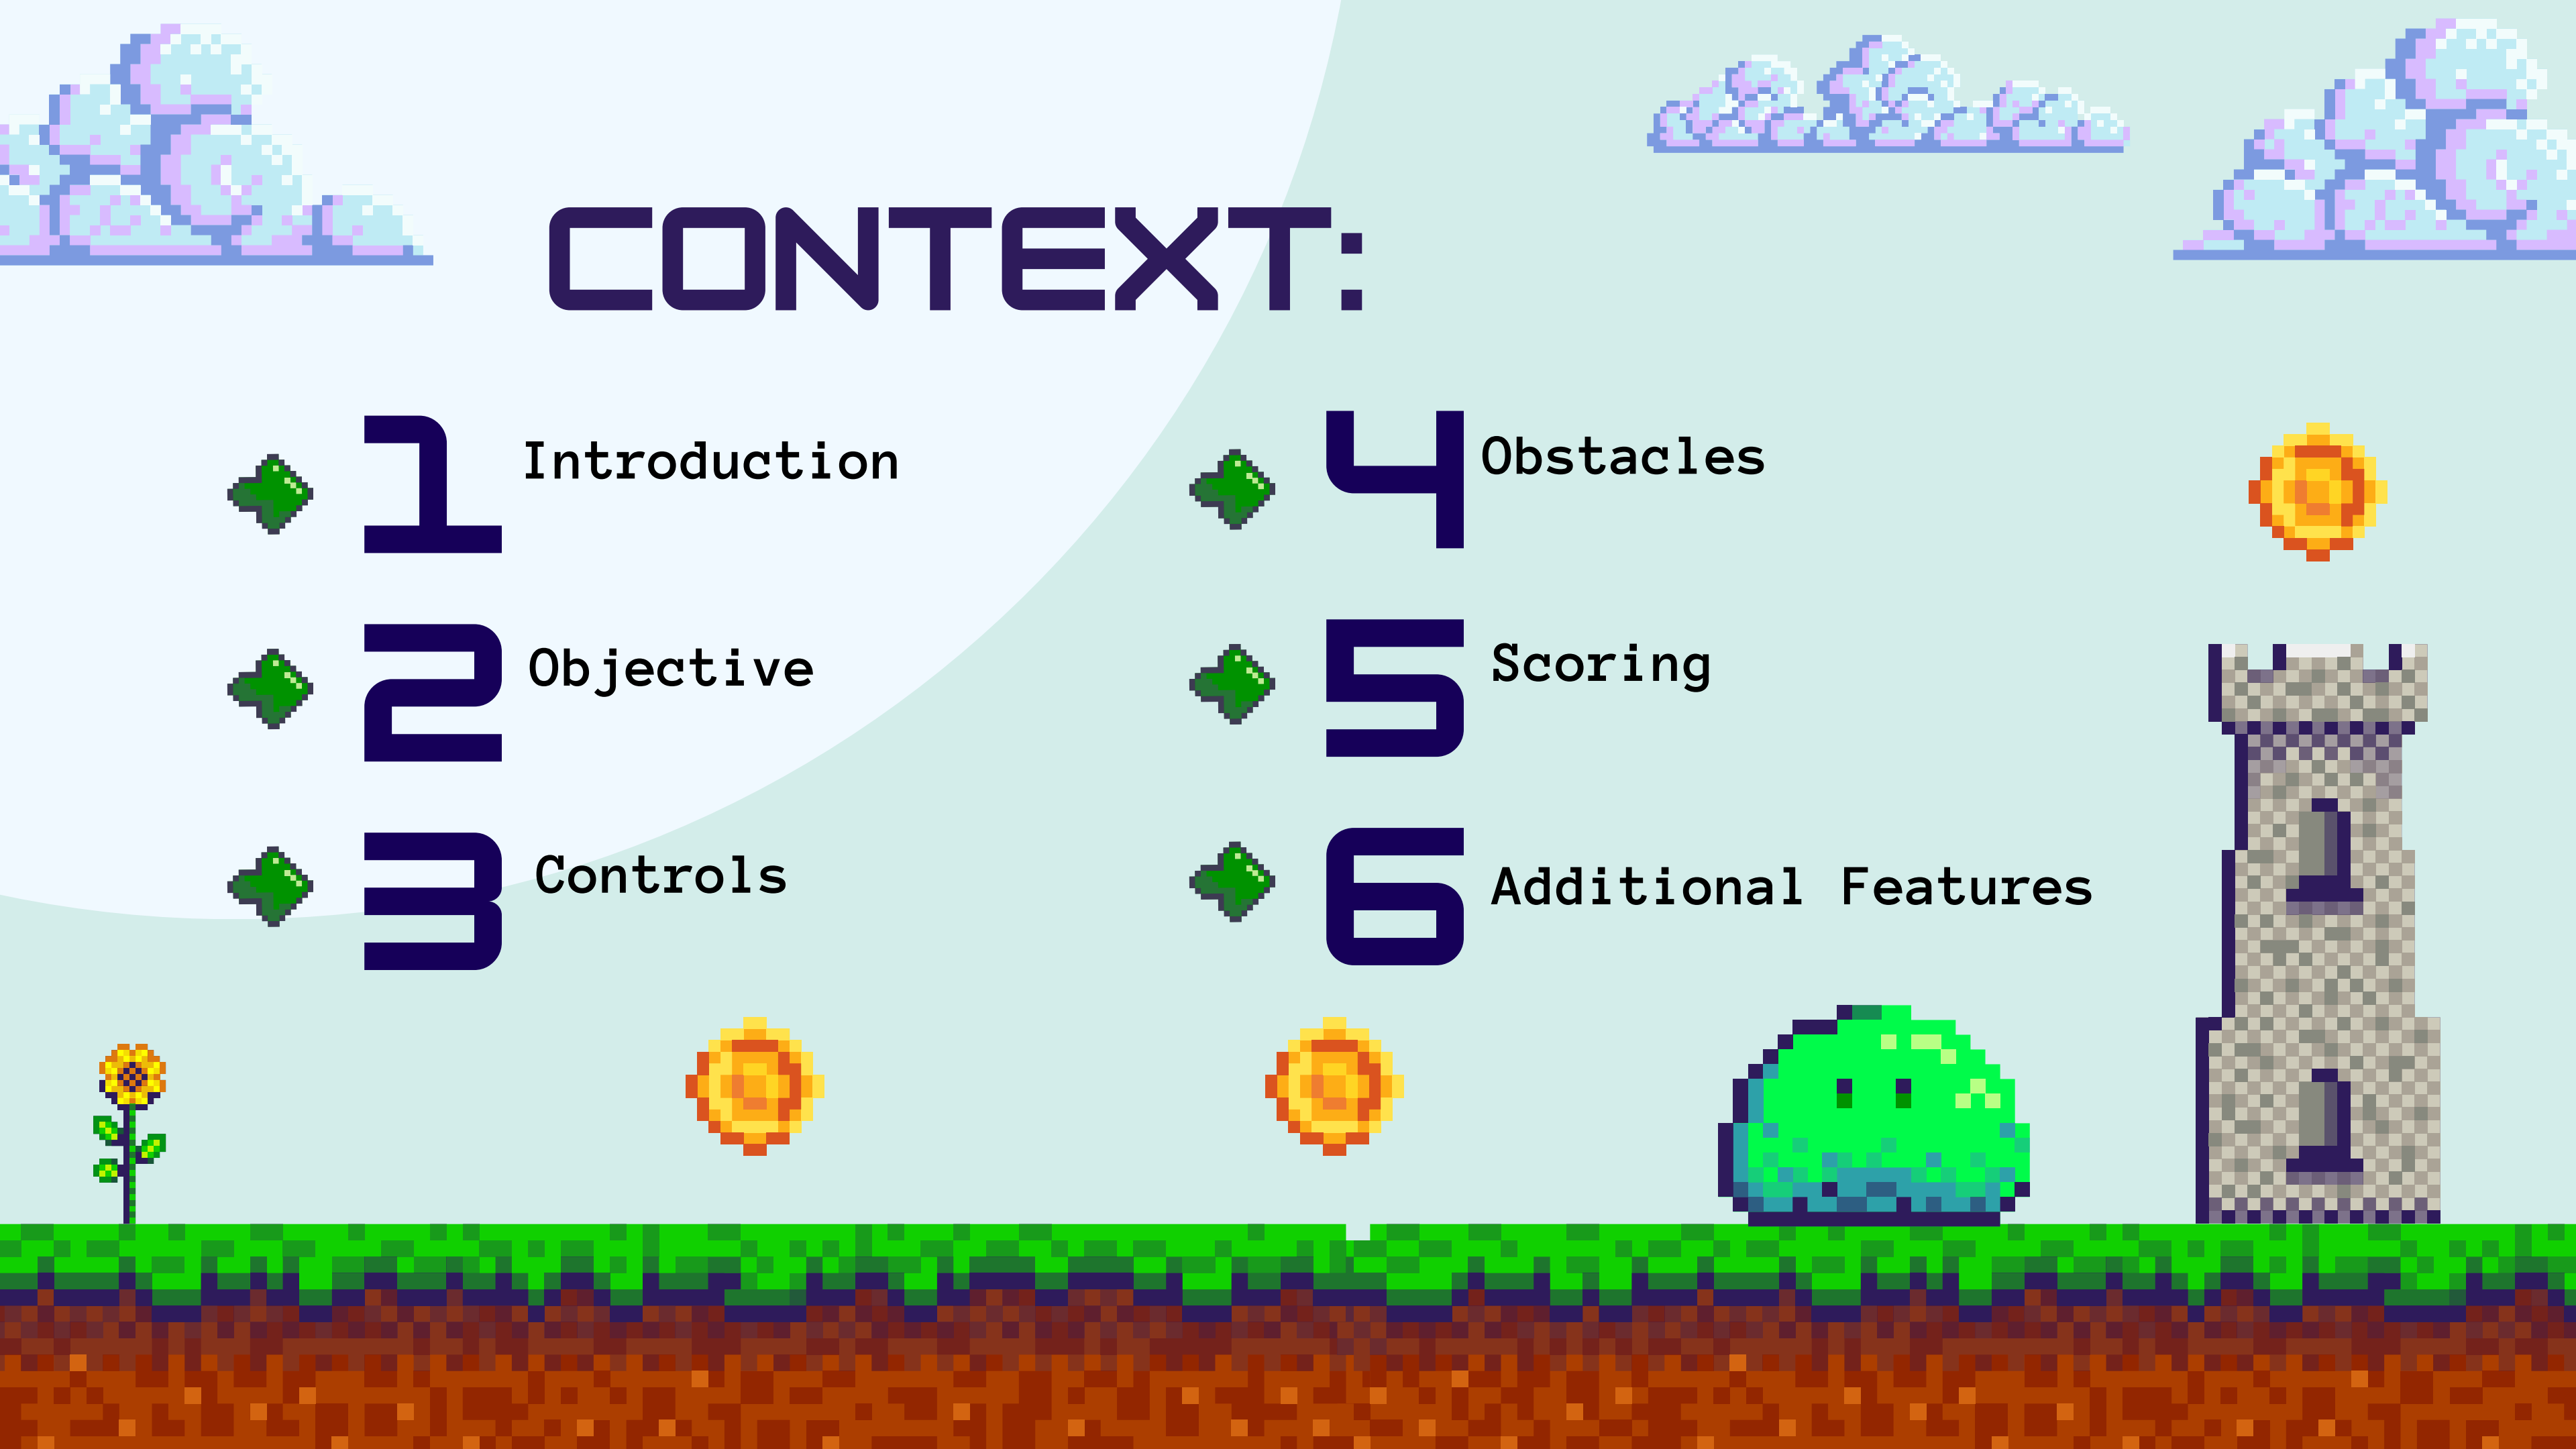 CONTEXT:
1 Introduction
2 Objective
3 Controls
4 Obstacles
5 Scoring
6 Additional Features